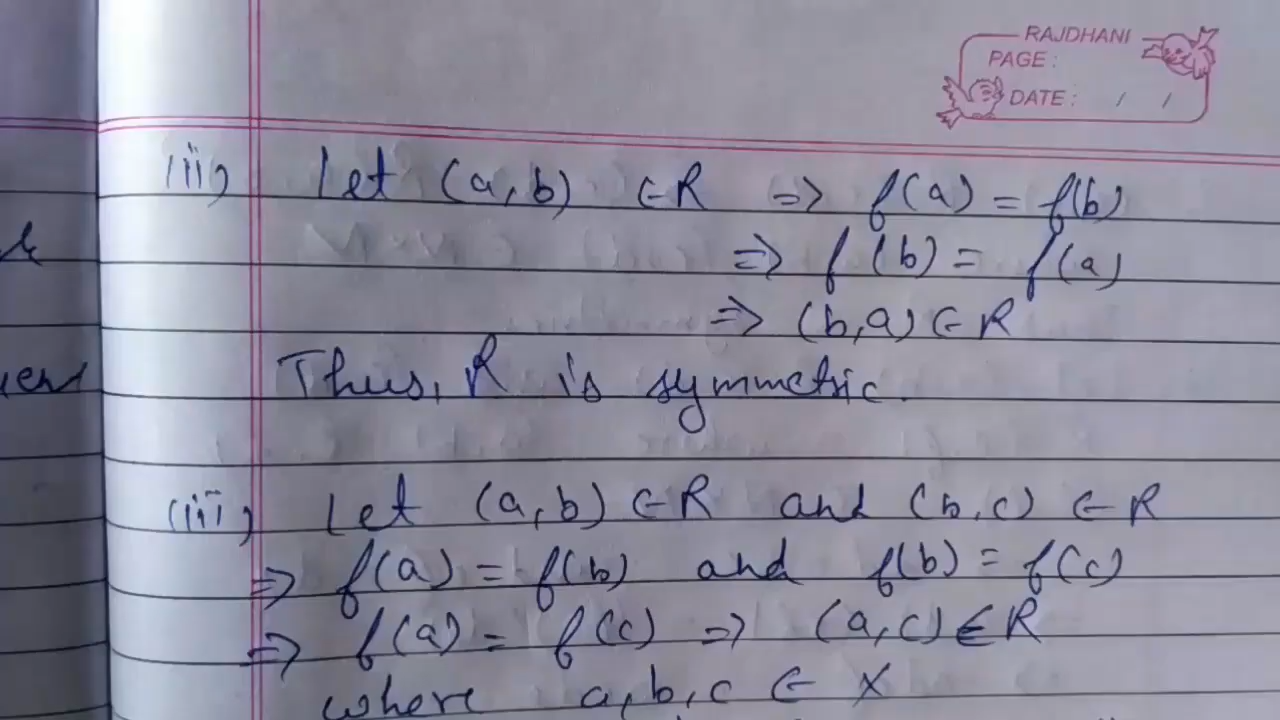 RAJDHANI
PAGE :
DATE : / /
(ii) Let (a,b) ∈ R ⇒ f(a) = f(b)
⇒ f(b) = f(a)
⇒ (b,a) ∈ R
Thus, R is symmetric.
(iii) Let (a,b) ∈ R and (b,c) ∈ R
⇒ f(a) = f(b) and f(b) = f(c)
⇒ f(a) = f(c) ⇒ (a,c) ∈ R
where a,b,c ∈ X